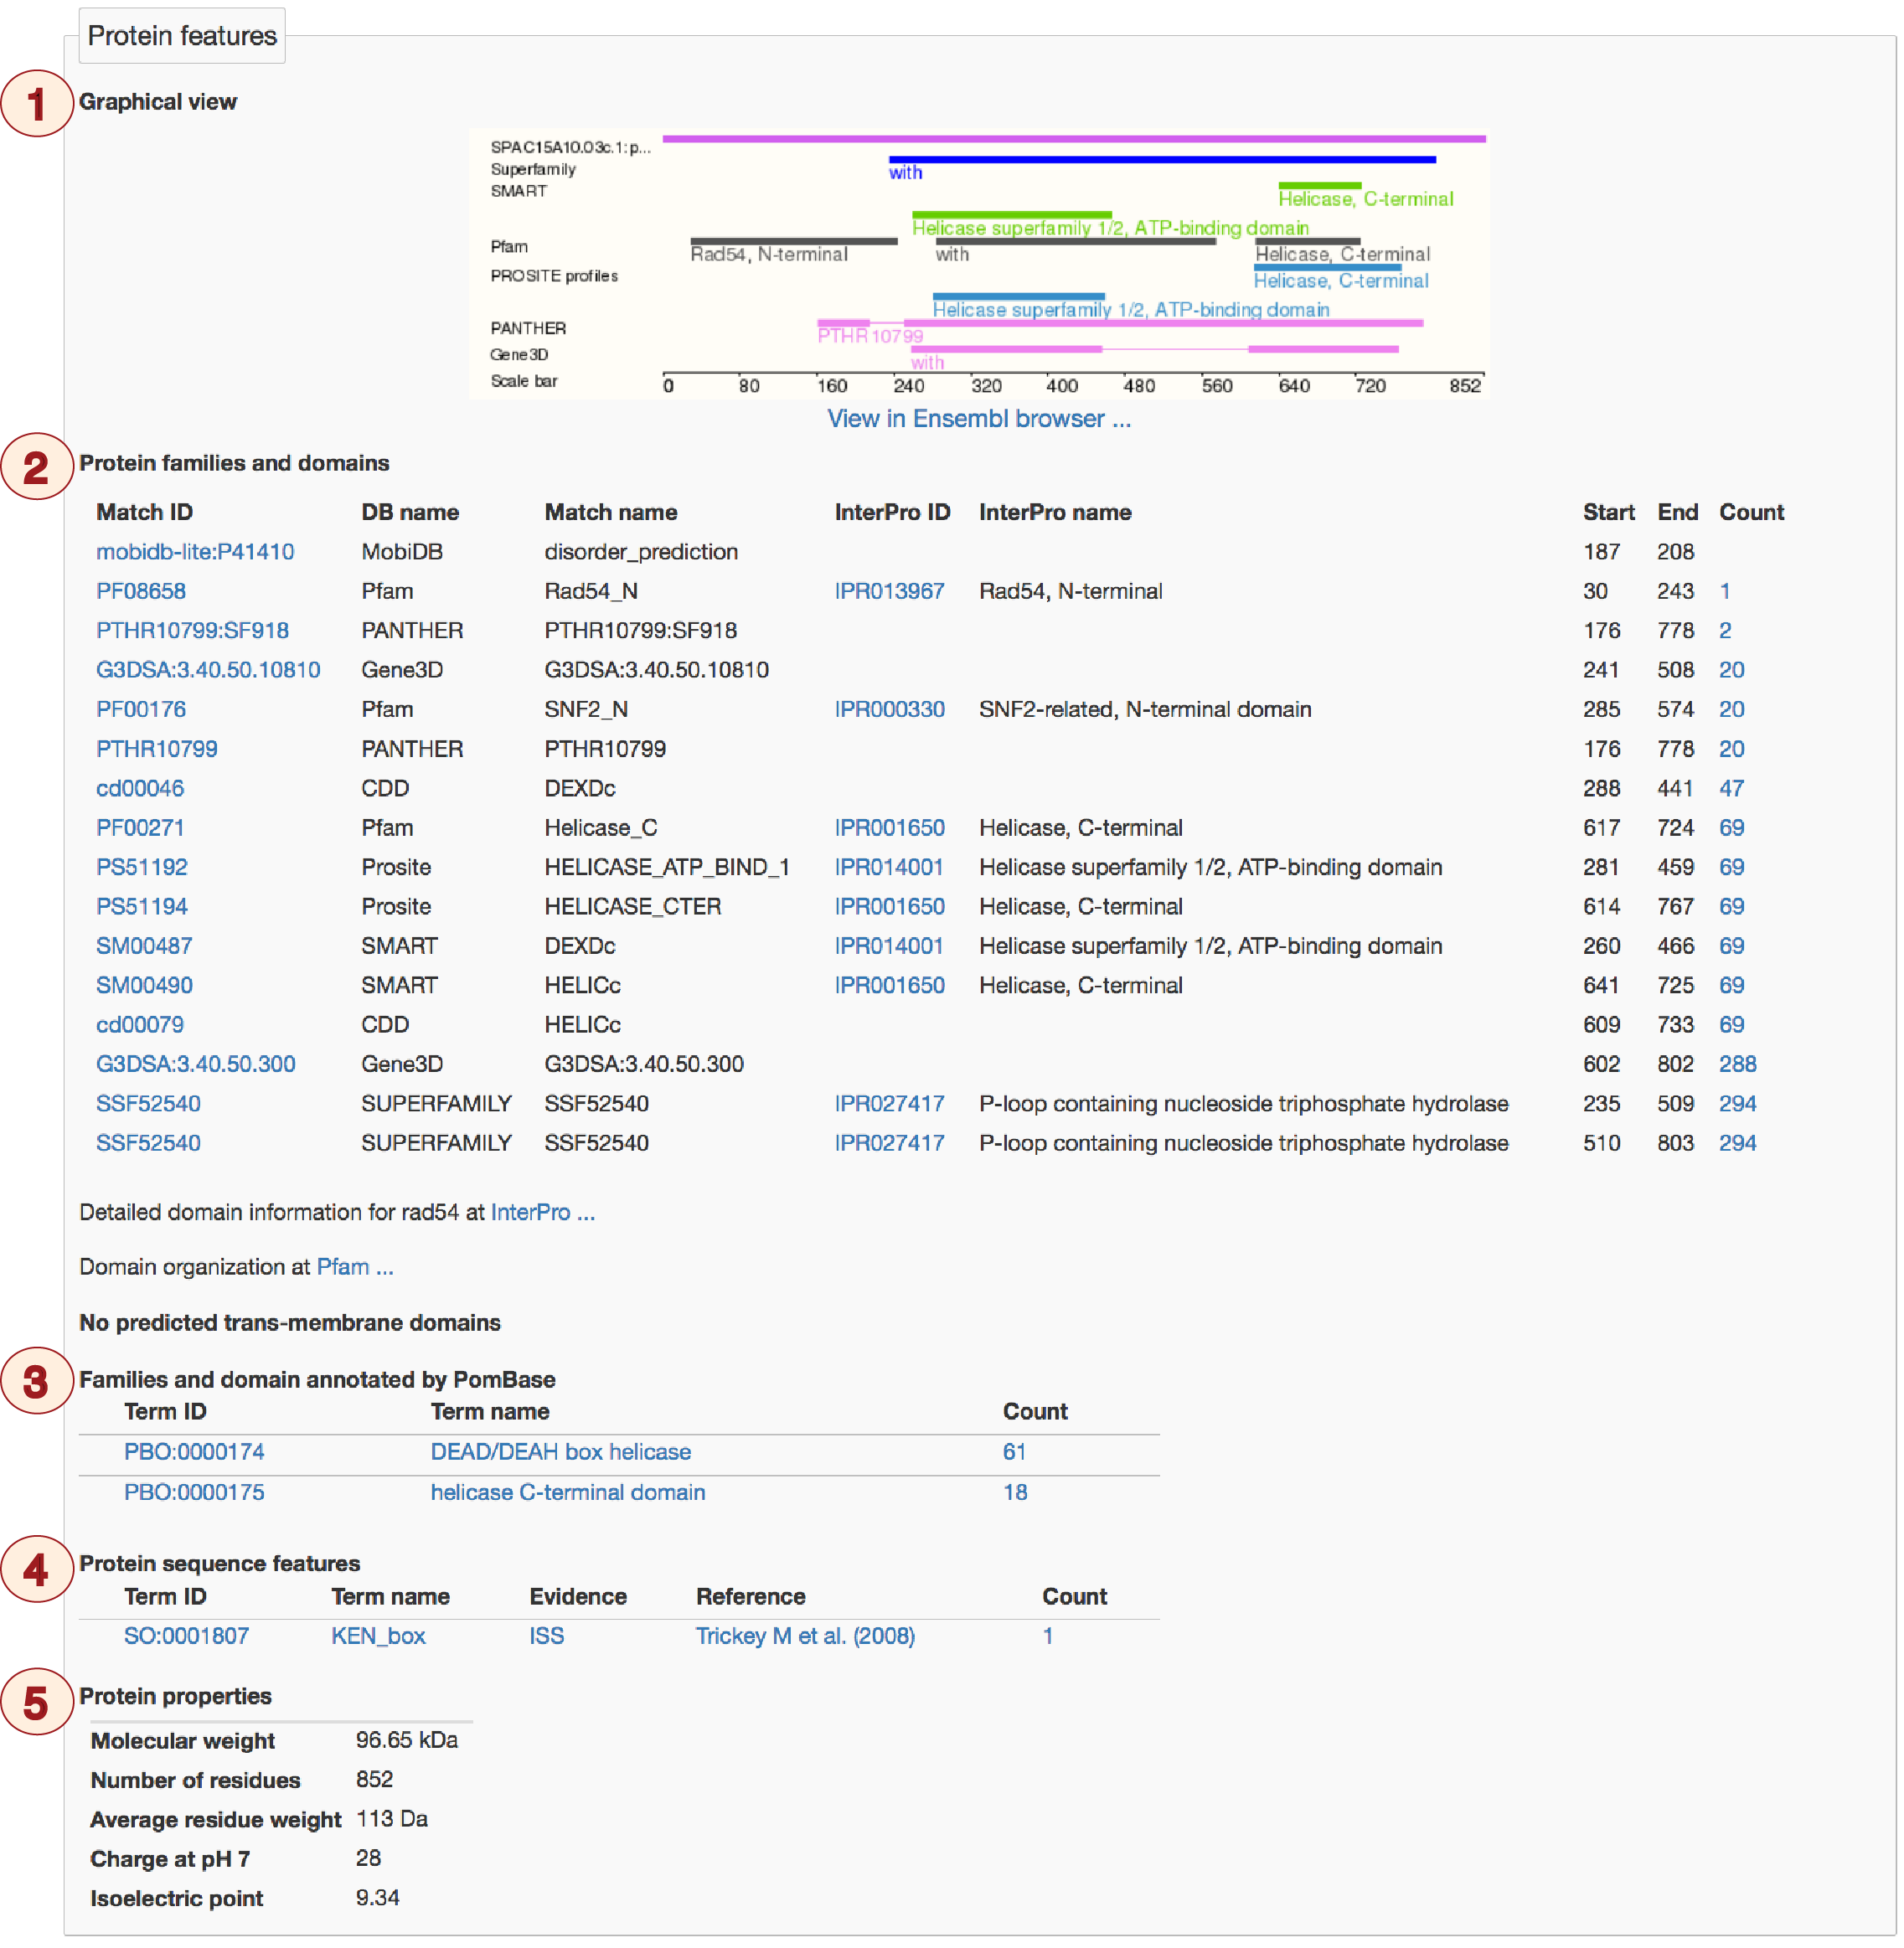 Protein features
1 Graphical view
SPAC15A10.03c.1:p...
Superfamily
with
SMART
Helicase, C-terminal
Helicase superfamily 1/2, ATP-binding domain
Pfam
Rad54, N-terminal with Helicase, C-terminal
PROSITE profiles
Helicase, C-terminal
Helicase superfamily 1/2, ATP-binding domain
PANTHER
PTHR10799
Gene3D
with
Scale bar 0 80 160 240 320 400 480 560 640 720 852
View in Ensembl browser ...
2 Protein families and domains
Match ID DB name Match name InterPro ID InterPro name Start End Count
mobidb-lite:P41410 MobiDB disorder_prediction 187 208
PF08658 Pfam Rad54_N IPR013967 Rad54, N-terminal 30 243 1
PTHR10799:SF918 PANTHER PTHR10799:SF918 176 778 2
G3DSA:3.40.50.10810 Gene3D G3DSA:3.40.50.10810 241 508 20
PF00176 Pfam SNF2_N IPR000330 SNF2-related, N-terminal domain 285 574 20
PTHR10799 PANTHER PTHR10799 176 778 20
cd00046 CDD DEXDc 288 441 47
PF00271 Pfam Helicase_C IPR001650 Helicase, C-terminal 617 724 69
PS51192 Prosite HELICASE_ATP_BIND_1 IPR014001 Helicase superfamily 1/2, ATP-binding domain 281 459 69
PS51194 Prosite HELICASE_CTER IPR001650 Helicase, C-terminal 614 767 69
SM00487 SMART DEXDc IPR014001 Helicase superfamily 1/2, ATP-binding domain 260 466 69
SM00490 SMART HELICc IPR001650 Helicase, C-terminal 641 725 69
cd00079 CDD HELICc 609 733 69
G3DSA:3.40.50.300 Gene3D G3DSA:3.40.50.300 602 802 288
SSF52540 SUPERFAMILY SSF52540 IPR027417 P-loop containing nucleoside triphosphate hydrolase 235 509 294
SSF52540 SUPERFAMILY SSF52540 IPR027417 P-loop containing nucleoside triphosphate hydrolase 510 803 294
Detailed domain information for rad54 at InterPro ...
Domain organization at Pfam ...
No predicted trans-membrane domains
3 Families and domain annotated by PomBase
Term ID Term name Count
PBO:0000174 DEAD/DEAH box helicase 61
PBO:0000175 helicase C-terminal domain 18
4 Protein sequence features
Term ID Term name Evidence Reference Count
SO:0001807 KEN_box ISS Trickey M et al. (2008) 1
5 Protein properties
Molecular weight 96.65 kDa
Number of residues 852
Average residue weight 113 Da
Charge at pH 7 28
Isoelectric point 9.34